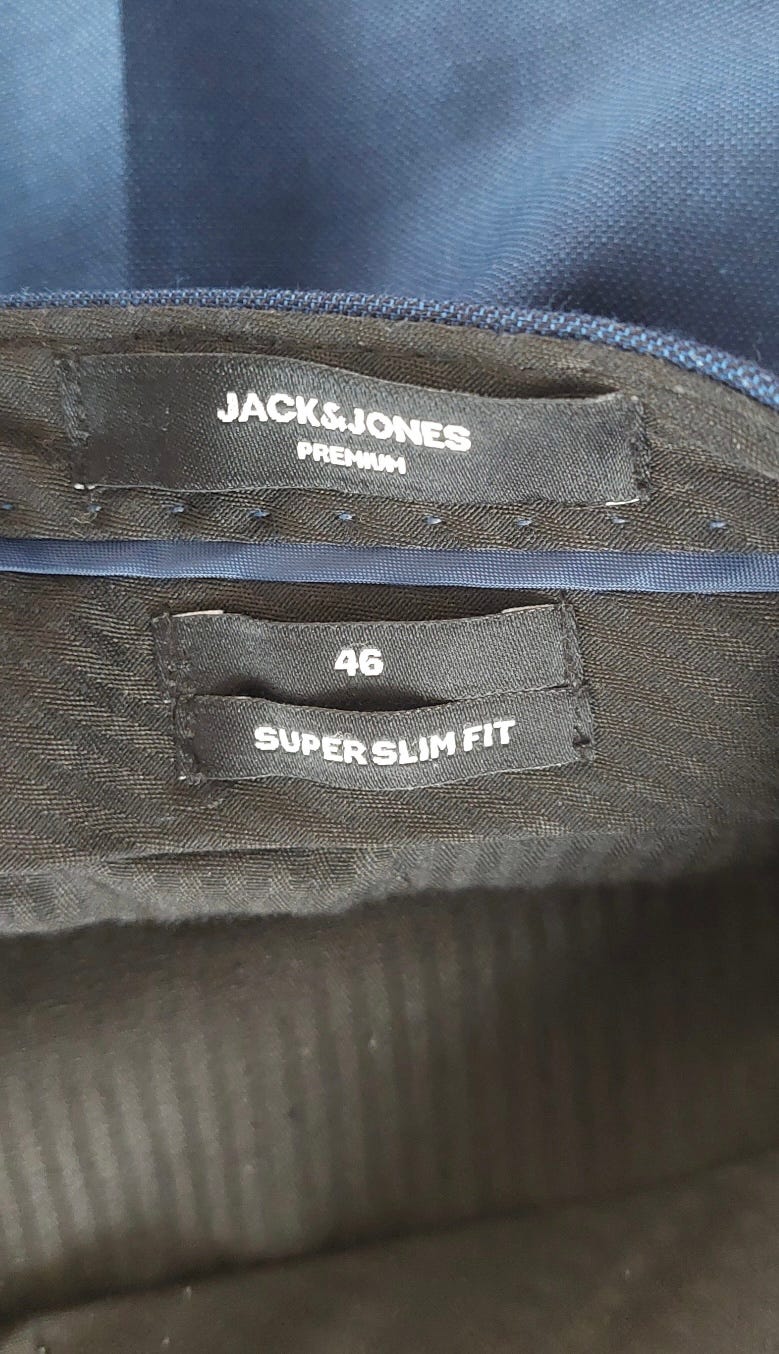 JACK&JONES
PREMIUM
46
SUPER SLIM FIT